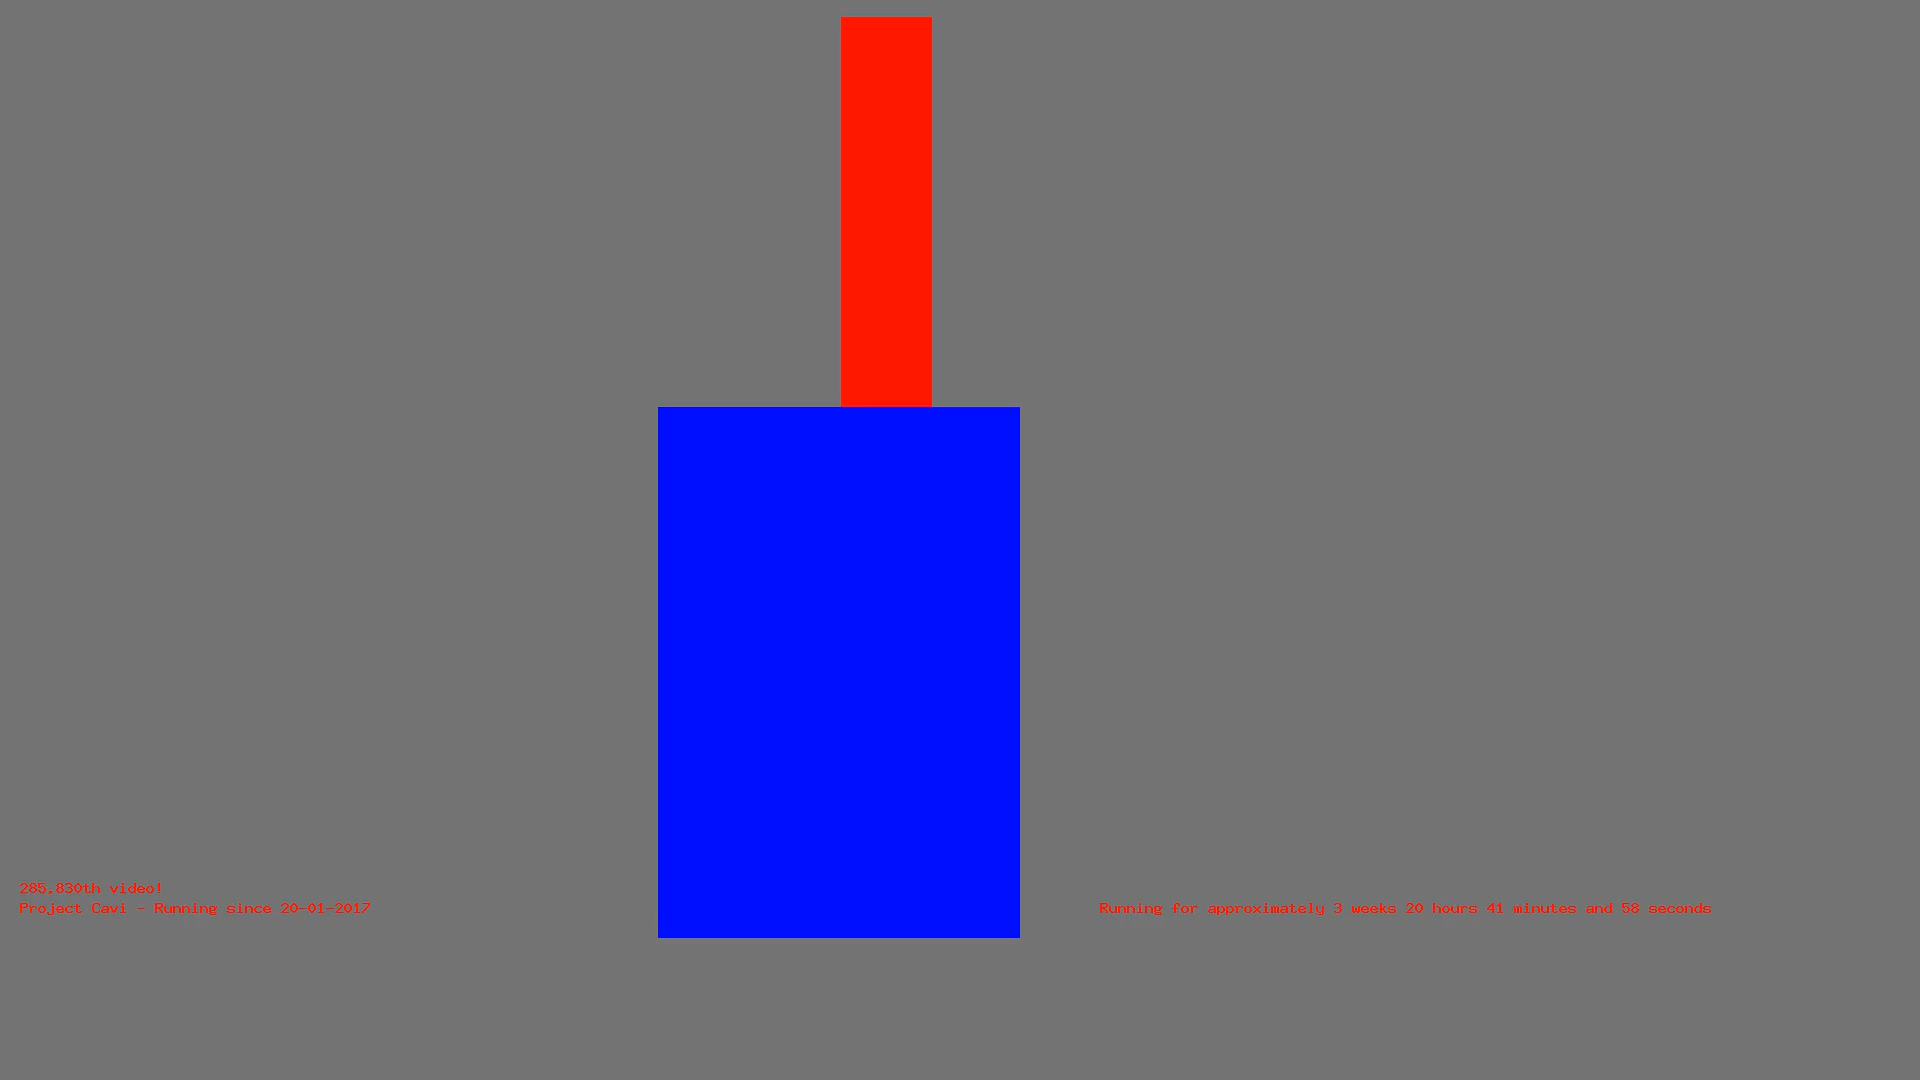 285.830th video!
Project Cavi - Running since 20-01-2017
Running for approximately 3 weeks 20 hours 41 minutes and 58 seconds